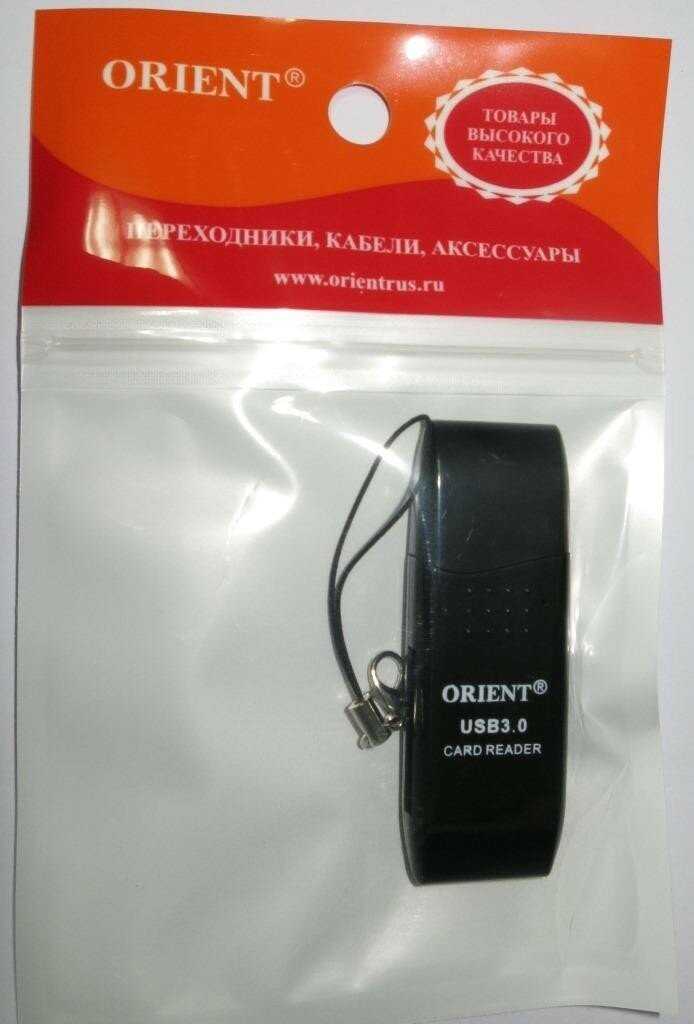 ORIENT®
ТОВАРЫ
ВЫСОКОГО
КАЧЕСТВА
ПЕРЕХОДНИКИ, КАБЕЛИ, АКСЕССУАРЫ
www.orientrus.ru
ORIENT®
USB3.0
CARD READER